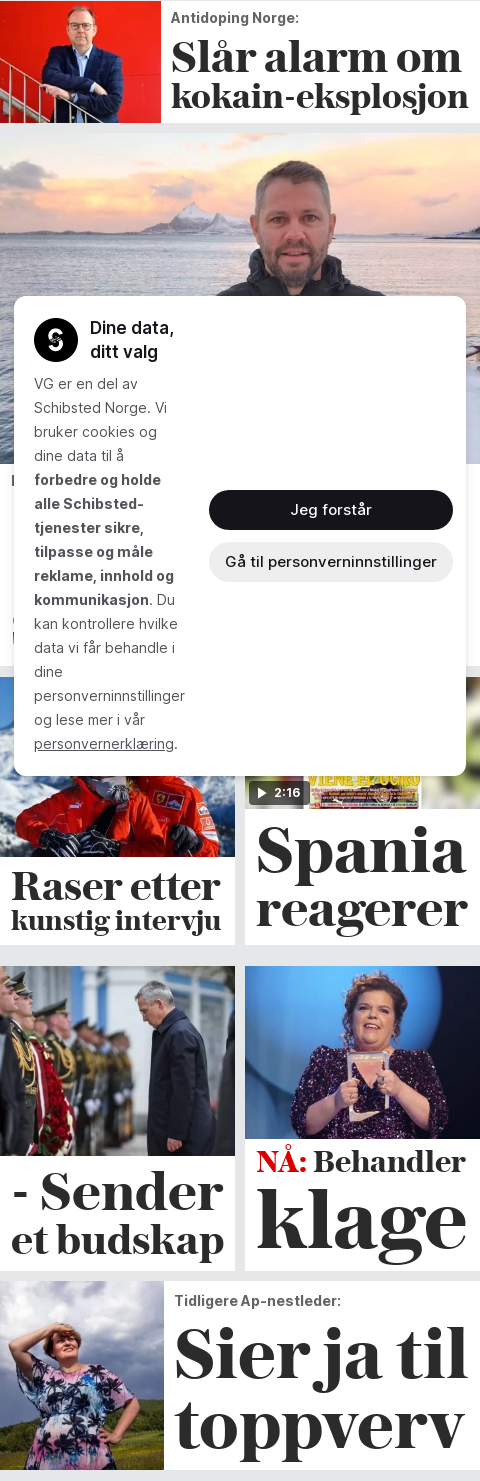 Antidoping Norge:
Slår alarm om
kokain-eksplosjon
Dine data,
ditt valg
VG er en del av
Schibsted Norge. Vi
bruker cookies og
dine data til å
forbedre og holde
alle Schibsted-
tjenester sikre,
tilpasse og måle
reklame, innhold og
kommunikasjon. Du
kan kontrollere hvilke
data vi får behandle i
dine
personverninnstillinger
og lese mer i vår
personvernerklæring.
Jeg forstår
Gå til personverninnstillinger
VIENE EL OGRO
2:16
Raser etter
kunstig intervju
Spania
reagerer
- Sender
et budskap
NÅ: Behandler
klage
Tidligere Ap-nestleder:
Sier ja til
toppverv